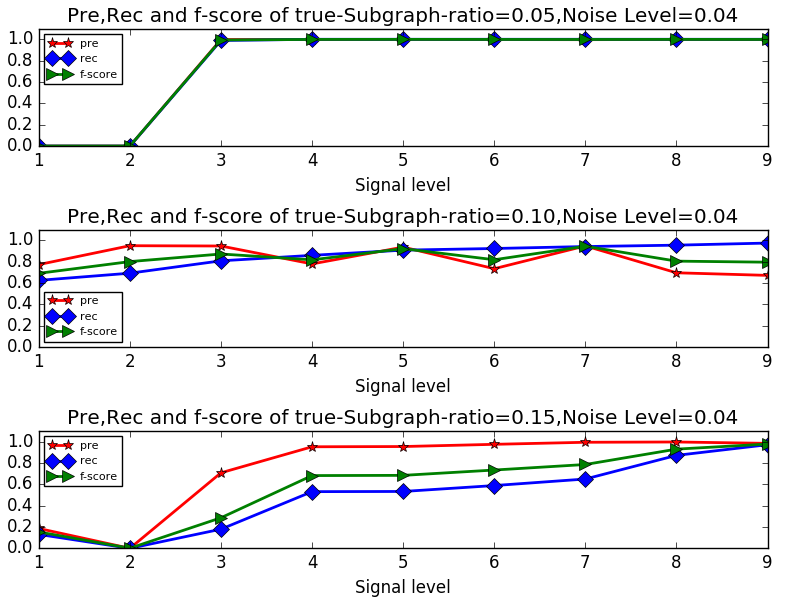 Pre,Rec and f-score of true-Subgraph-ratio=0.05,Noise Level=0.04
1.0
0.8
0.6
0.4
0.2
0.0
pre
rec
f-score
1 2 3 4 5 6 7 8 9
Signal level
Pre,Rec and f-score of true-Subgraph-ratio=0.10,Noise Level=0.04
1.0
0.8
0.6
0.4
0.2
0.0
pre
rec
f-score
1 2 3 4 5 6 7 8 9
Signal level
Pre,Rec and f-score of true-Subgraph-ratio=0.15,Noise Level=0.04
1.0
0.8
0.6
0.4
0.2
0.0
pre
rec
f-score
1 2 3 4 5 6 7 8 9
Signal level